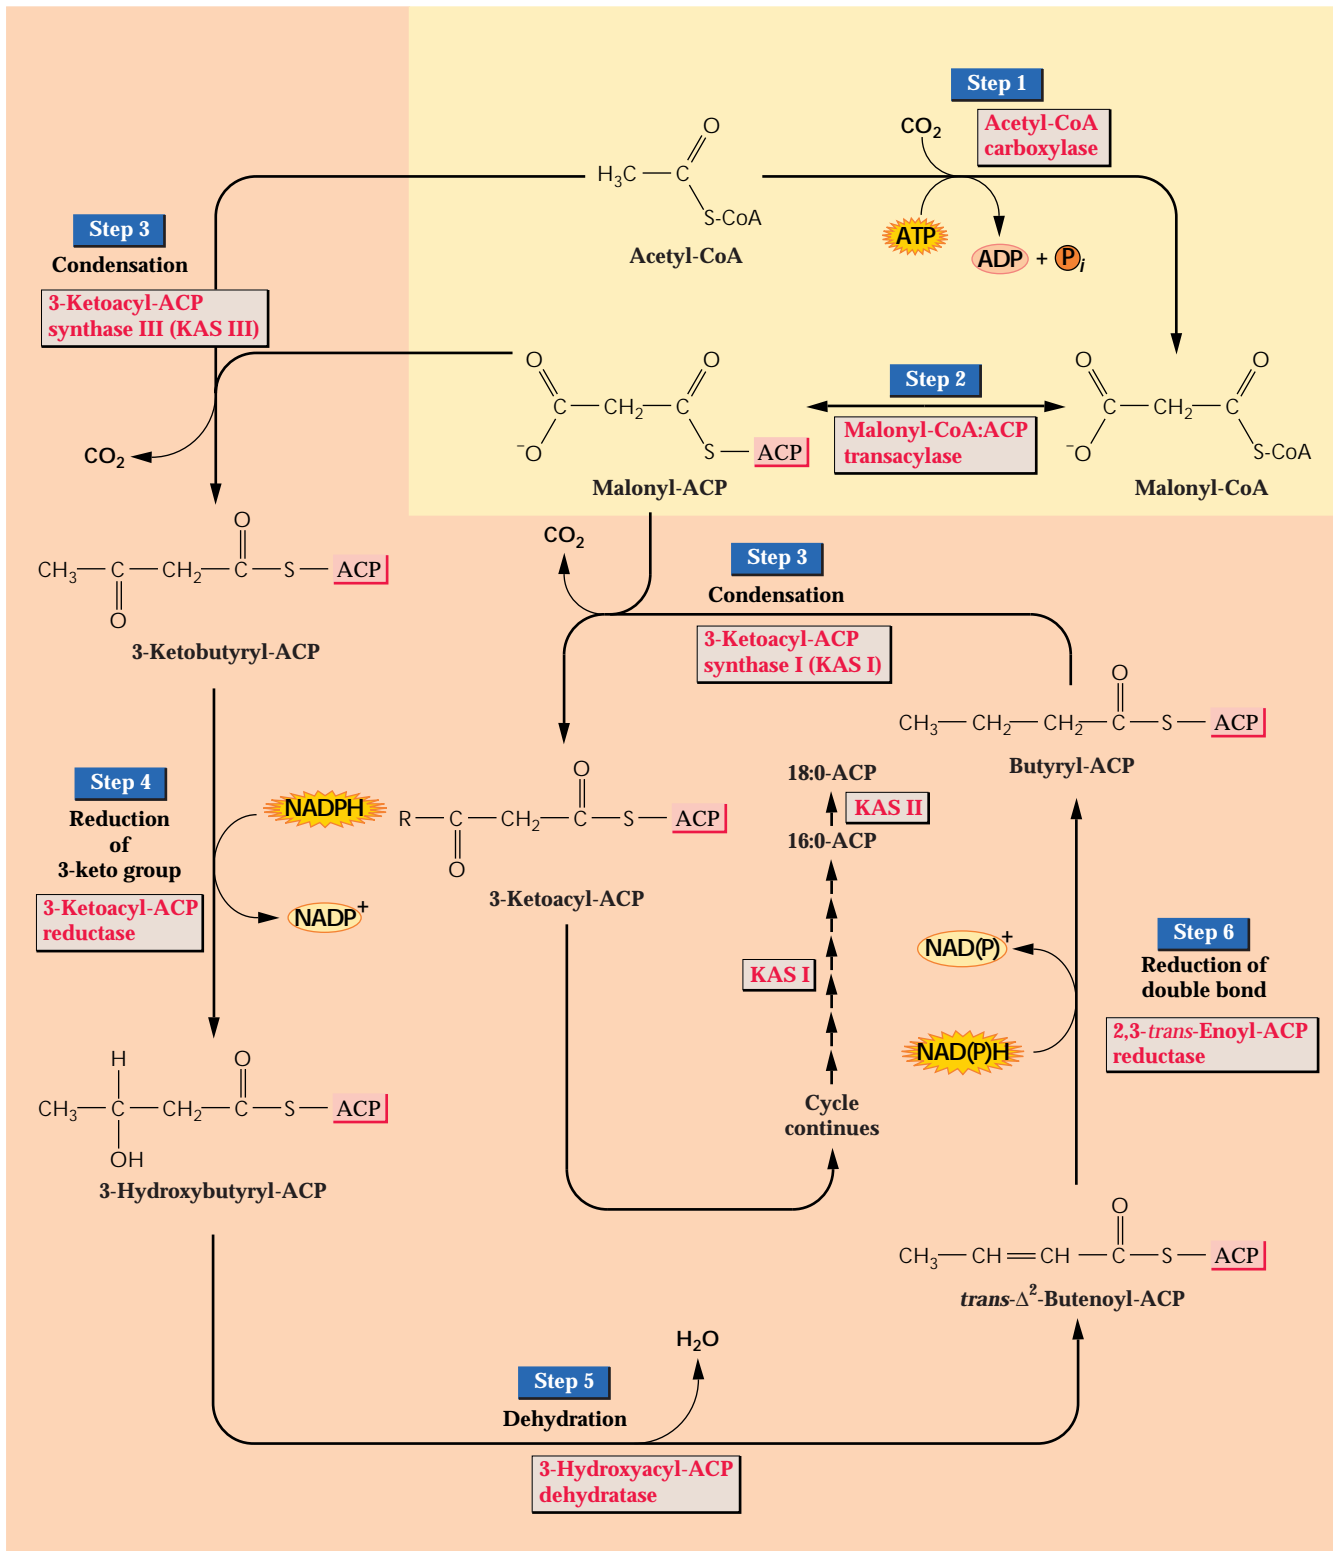 Step 1
Acetyl-CoA
carboxylase
CO2
O
H3C — C
S-CoA
Acetyl-CoA
ATP
ADP + Pi
Step 3
Condensation
3-Ketoacyl-ACP
synthase III (KAS III)
CO2
O O
C — CH2 — C
−O S — ACP
Malonyl-ACP
Step 2
Malonyl-CoA:ACP
transacylase
O O
C — CH2 — C
−O S-CoA
Malonyl-CoA
O
CH3 — C — CH2 — C — S — ACP
O
3-Ketobutyryl-ACP
CO2
Step 3
Condensation
3-Ketoacyl-ACP
synthase I (KAS I)
O
CH3 — CH2 — CH2 — C — S — ACP
Butyryl-ACP
Step 4
Reduction
of
3-keto group
3-Ketoacyl-ACP
reductase
NADPH
NADP+
O
R — C — CH2 — C — S — ACP
O
3-Ketoacyl-ACP
18:0-ACP
KAS II
16:0-ACP
KAS I
Cycle
continues
NAD(P)+
NAD(P)H
Step 6
Reduction of
double bond
2,3-trans-Enoyl-ACP
reductase
H O
CH3 — C — CH2 — C — S — ACP
OH
3-Hydroxybutyryl-ACP
O
CH3 — CH = CH — C — S — ACP
trans-Δ2-Butenoyl-ACP
H2O
Step 5
Dehydration
3-Hydroxyacyl-ACP
dehydratase